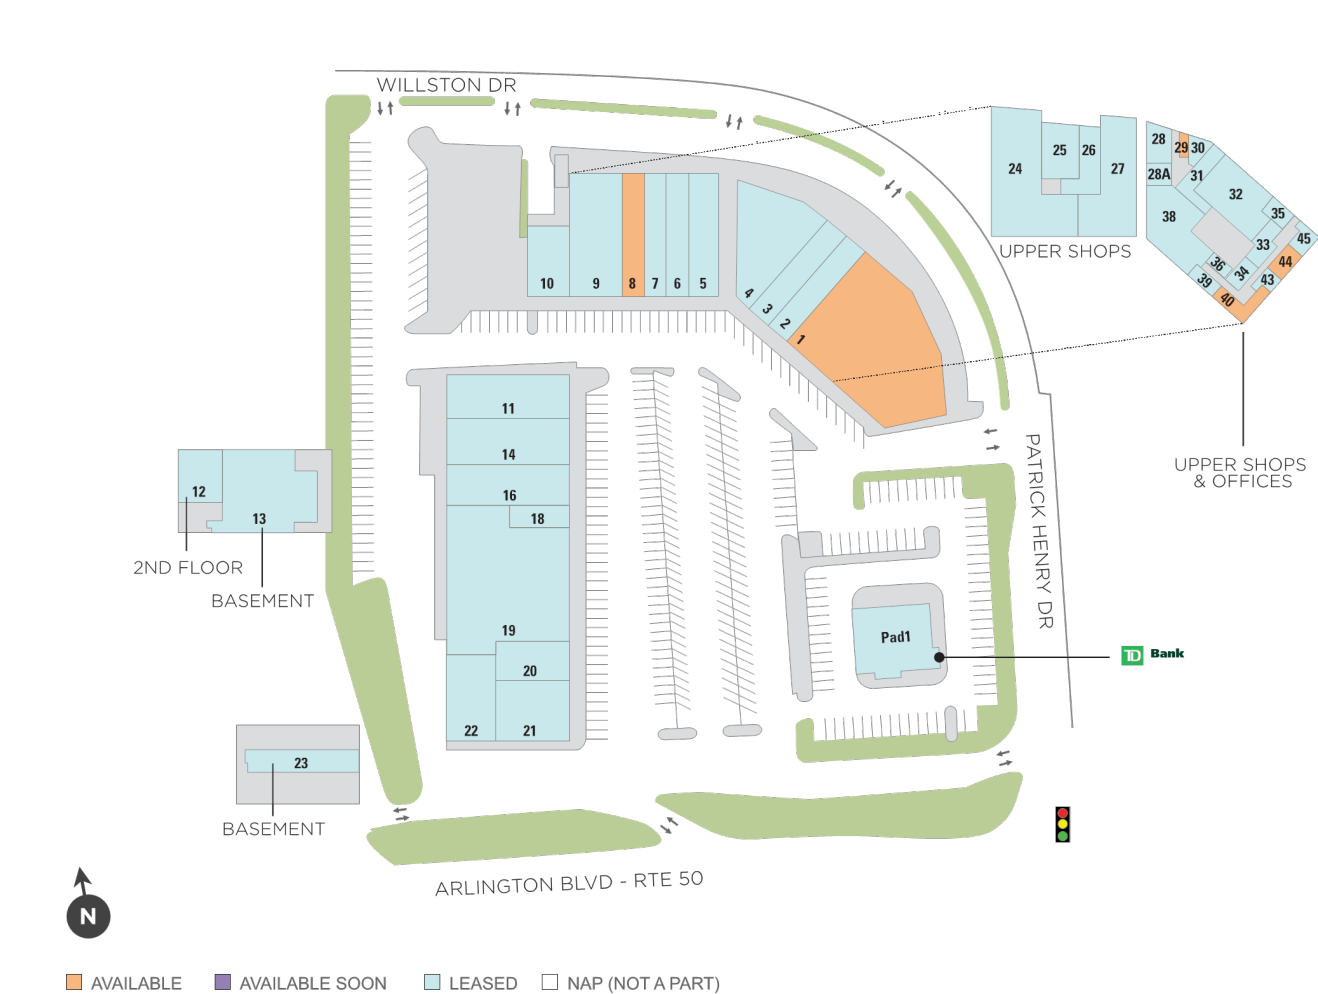 WILLSTON DR
24
25
26
27
UPPER SHOPS
28
29
30
28A
31
32
38
35
33
45
44
36
34
43
39
40
UPPER SHOPS
& OFFICES
10
9
8
7
6
5
4
3
2
1
11
14
16
18
19
20
22
21
12
13
2ND FLOOR
BASEMENT
PATRICK HENRY DR
Pad1
TD Bank
23
BASEMENT
ARLINGTON BLVD - RTE 50
N
AVAILABLE
AVAILABLE SOON
LEASED
NAP (NOT A PART)